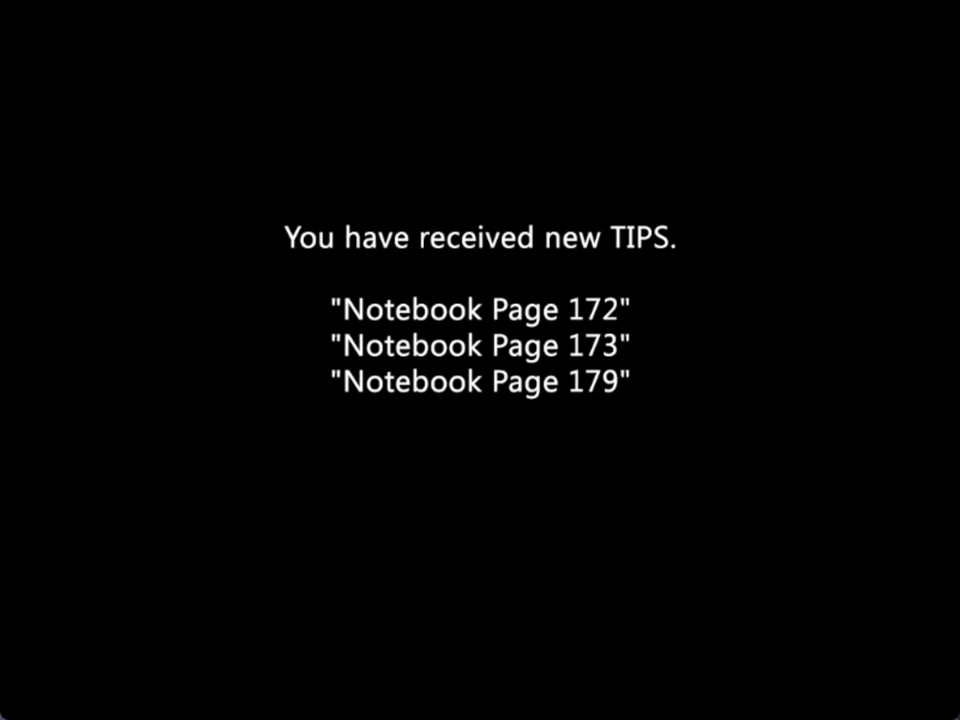 You have received new TIPS.
"Notebook Page 172"
"Notebook Page 173"
"Notebook Page 179"